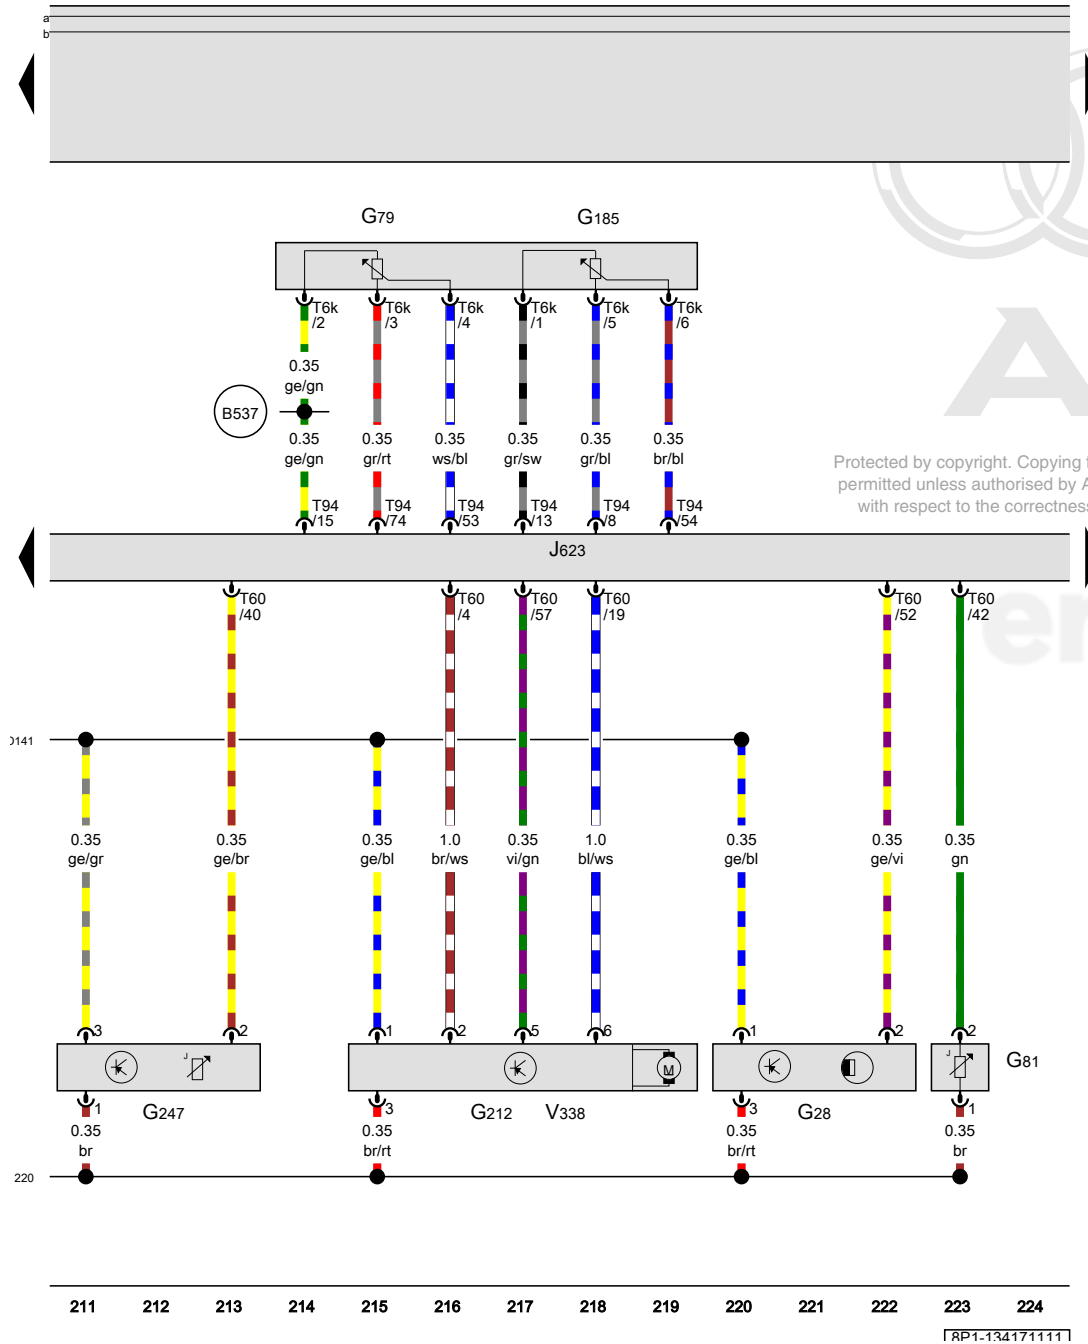 a
b
G79 G185
T6k /2 T6k /3 T6k /4 T6k /1 T6k /5 T6k /6
0.35
ge/gn
B537
0.35 0.35 0.35 0.35 0.35 0.35
ge/gn gr/rt ws/bl gr/sw gr/bl br/bl
T94 /15 T94 /74 T94 /53 T94 /13 T94 /8 T94 /54
Protected by copyright. Copying
permitted unless authorised by A
with respect to the correctness
J623
T60 /40 T60 /4 T60 /57 T60 /19 T60 /52 T60 /42
er
141
0.35 0.35 0.35 1.0 0.35 1.0 0.35 0.35 0.35
ge/gr ge/br ge/bl br/ws vi/gn bl/ws ge/bl ge/vi gn
3 2 1 2 5 6 1 2 2
J M J
G81
1 3 3 1
G247 G212 V338 G28
0.35 0.35 0.35 0.35
br br/rt br/rt br
220
211 212 213 214 215 216 217 218 219 220 221 222 223 224
8P1-134171111